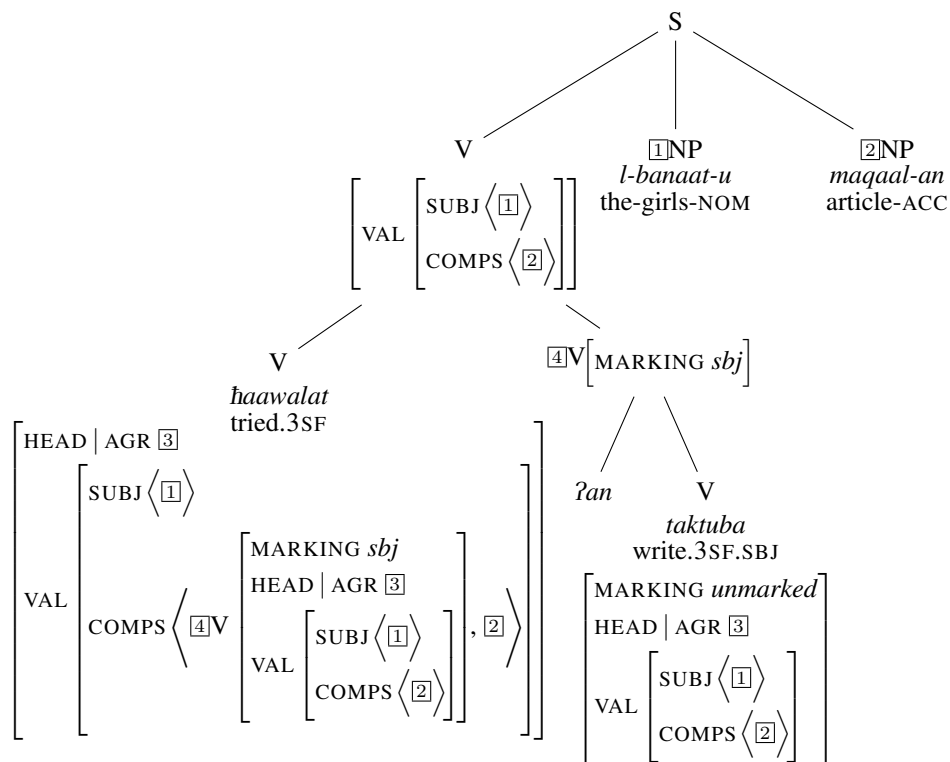 S
V
1NP
2NP
l-banaat-u
maqaal-an
the-girls-NOM
article-ACC
VAL [SUBJ ⟨1⟩
COMPS ⟨2⟩]
V
4V[MARKING sbj]
ħaawalat
tried.3SF
HEAD | AGR 3
SUBJ ⟨1⟩
VAL
COMPS ⟨4V
MARKING sbj
HEAD | AGR 3
VAL [SUBJ ⟨1⟩
COMPS ⟨2⟩], 2⟩
ʔan
V
taktuba
write.3SF.SBJ
MARKING unmarked
HEAD | AGR 3
VAL [SUBJ ⟨1⟩
COMPS ⟨2⟩]